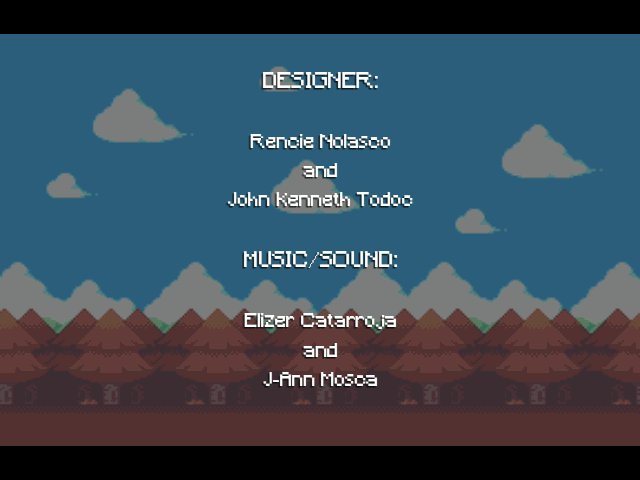 DESIGNER:
Rencie Nolasco
and
John Kenneth Todoc
MUSIC/SOUND:
Elizer Catarroja
and
J-Ann Mosca